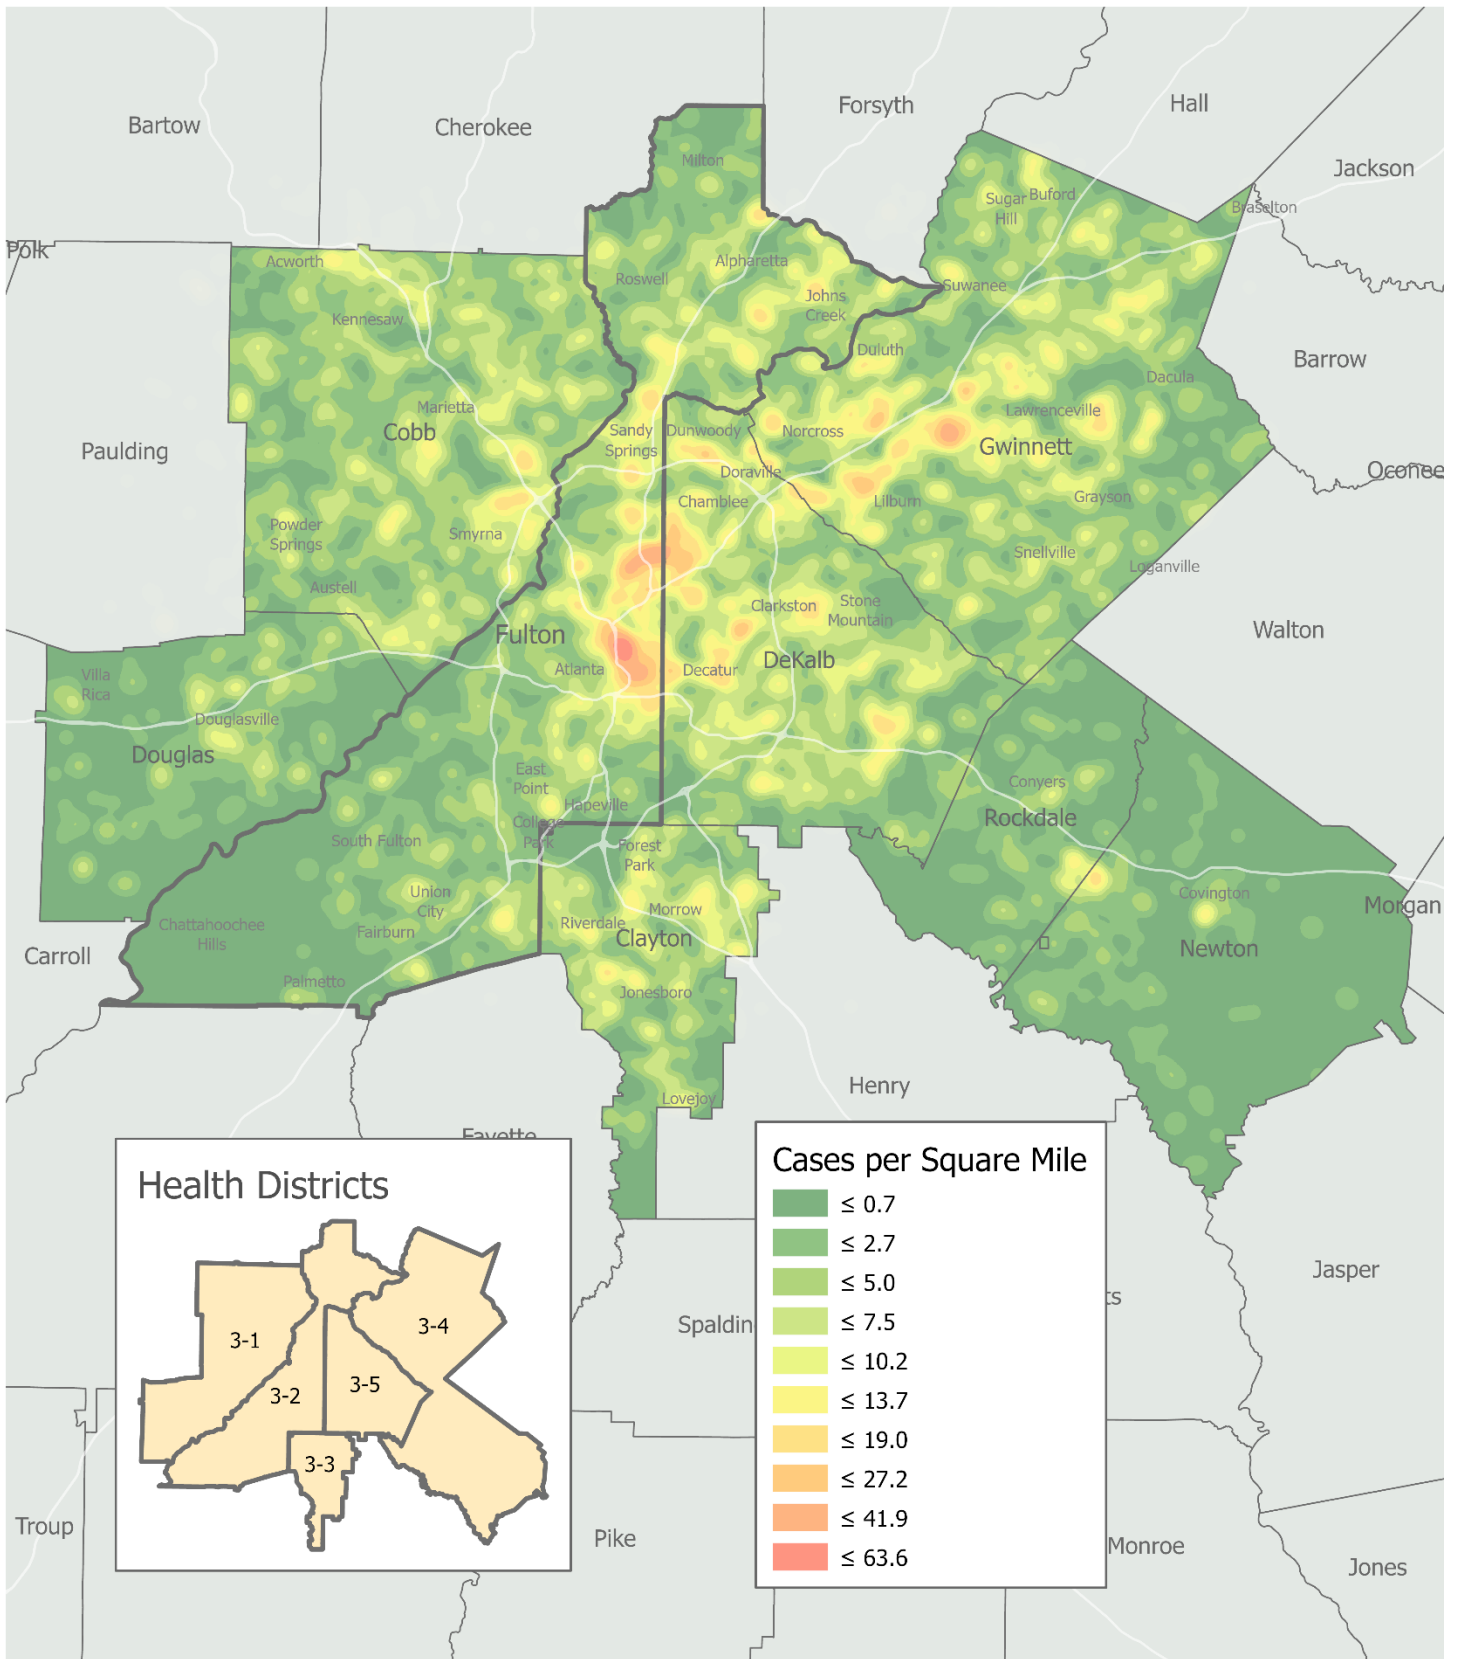 Forsyth
Hall
Bartow
Cherokee
Milton
Jackson
Sugar
Hill
Buford
Braselton
Polk
Acworth
Roswell
Alpharetta
Johns
Creek
Suwanee
Kennesaw
Duluth
Barrow
Dacula
Marietta
Cobb
Sandy
Springs
Dunwoody
Norcross
Lawrenceville
Gwinnett
Paulding
Doraville
Oconee
Chamblee
Lilburn
Grayson
Powder
Springs
Smyrna
Snellville
Loganville
Austell
Clarkston
Stone
Mountain
Fulton
Walton
Villa
Rica
Atlanta
Decatur
DeKalb
Douglasville
Douglas
East
Point
Hapeville
College
Park
Conyers
Rockdale
South Fulton
Forest
Park
Union
City
Covington
Morgan
Chattahoochee
Hills
Fairburn
Riverdale
Morrow
Clayton
Newton
Carroll
Palmetto
Jonesboro
Henry
Lovejoy
Fayette
Health Districts
3-1
3-2
3-3
3-4
3-5
Cases per Square Mile
≤ 0.7
≤ 2.7
≤ 5.0
≤ 7.5
≤ 10.2
≤ 13.7
≤ 19.0
≤ 27.2
≤ 41.9
≤ 63.6
Spaldin
ts
Jasper
Troup
Pike
Monroe
Jones